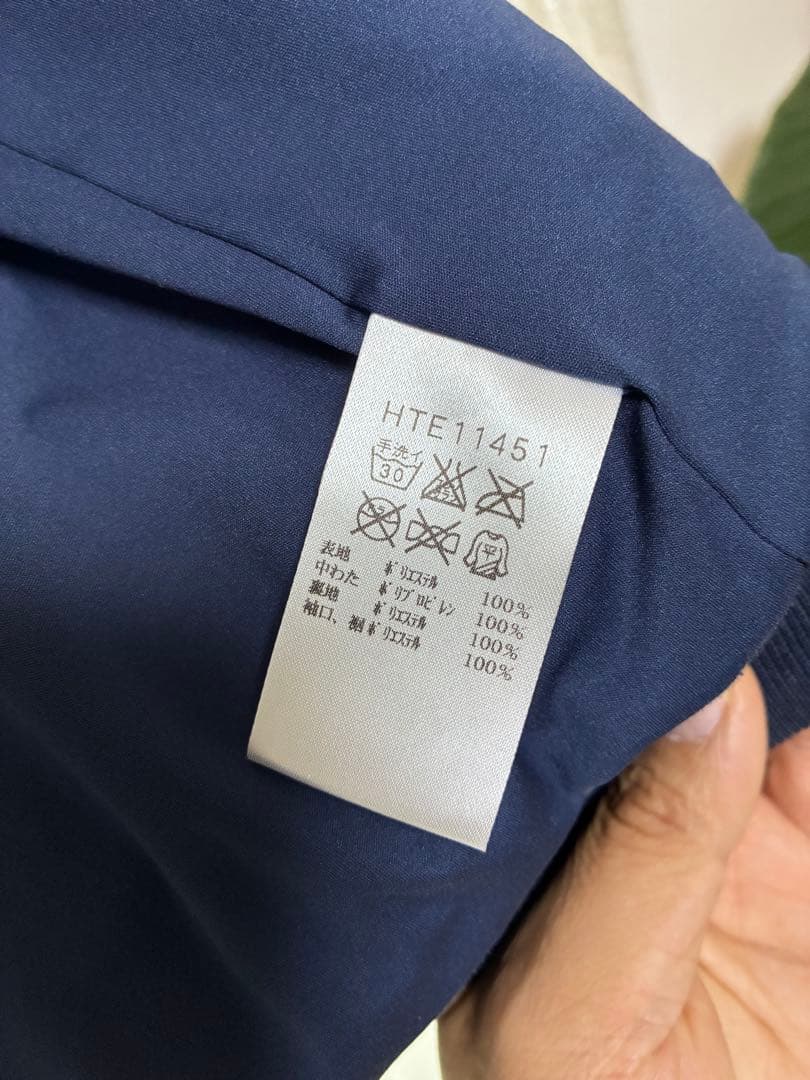 HTE11451
手洗イ
30
平
表地 ポリエステル 100%
中わた ポリプロピレン 100%
裏地 ポリエステル 100%
袖口、裾 ポリエステル 100%